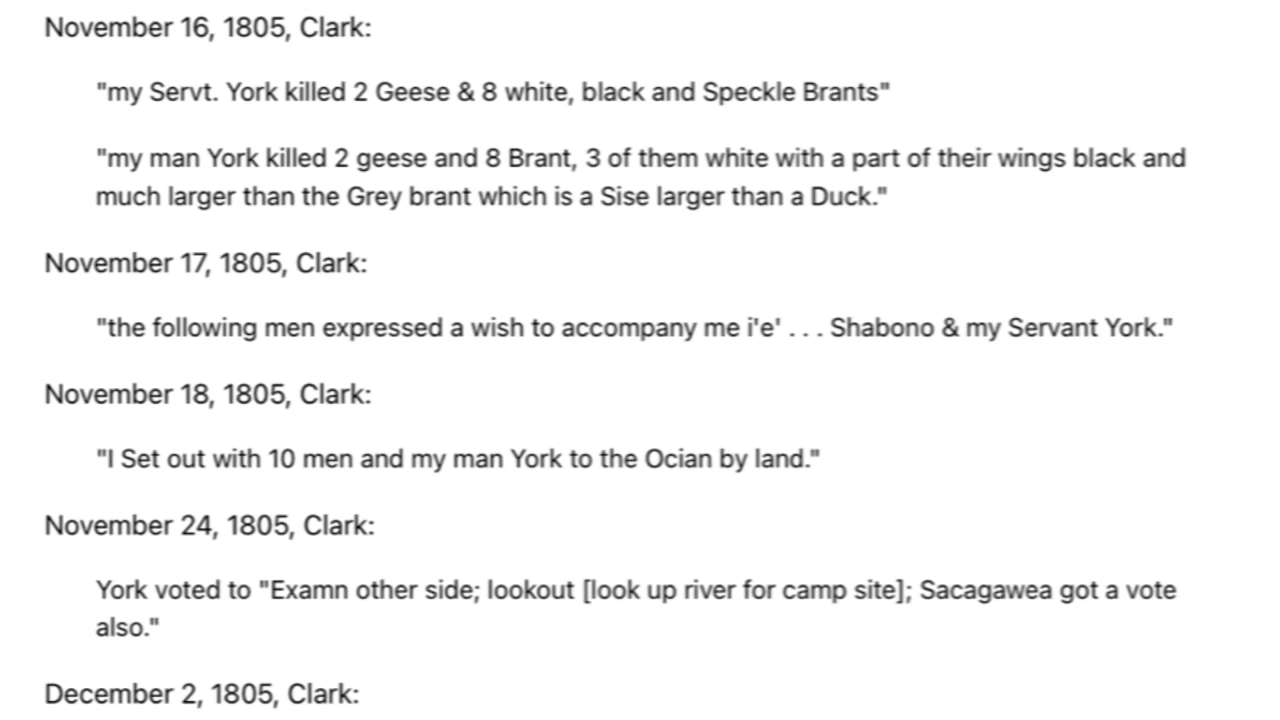 November 16, 1805, Clark:
"my Servt. York killed 2 Geese & 8 white, black and Speckle Brants"
"my man York killed 2 geese and 8 Brant, 3 of them white with a part of their wings black and
much larger than the Grey brant which is a Sise larger than a Duck."
November 17, 1805, Clark:
"the following men expressed a wish to accompany me i'e' . . . Shabono & my Servant York."
November 18, 1805, Clark:
"I Set out with 10 men and my man York to the Ocian by land."
November 24, 1805, Clark:
York voted to "Examn other side; lookout [look up river for camp site]; Sacagawea got a vote
also."
December 2, 1805, Clark: